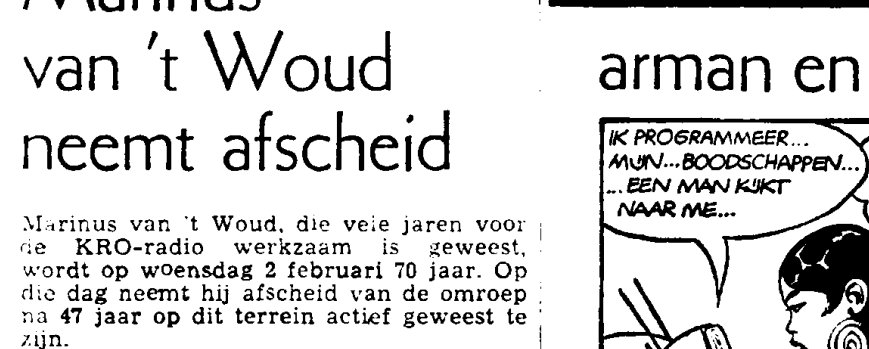 Marinus
van 't Woud
neemt afscheid
Marinus van 't Woud, die vele jaren voor
de KRO-radio werkzaam is geweest,
wordt op woensdag 2 februari 70 jaar. Op
die dag neemt hij afscheid van de omroep
na 47 jaar op dit terrein actief geweest te
zijn.
arman en
IK PROGRAMMEER...
MIJN...BOODSCHAPPEN...
...EEN MAN KIJKT
NAAR ME...